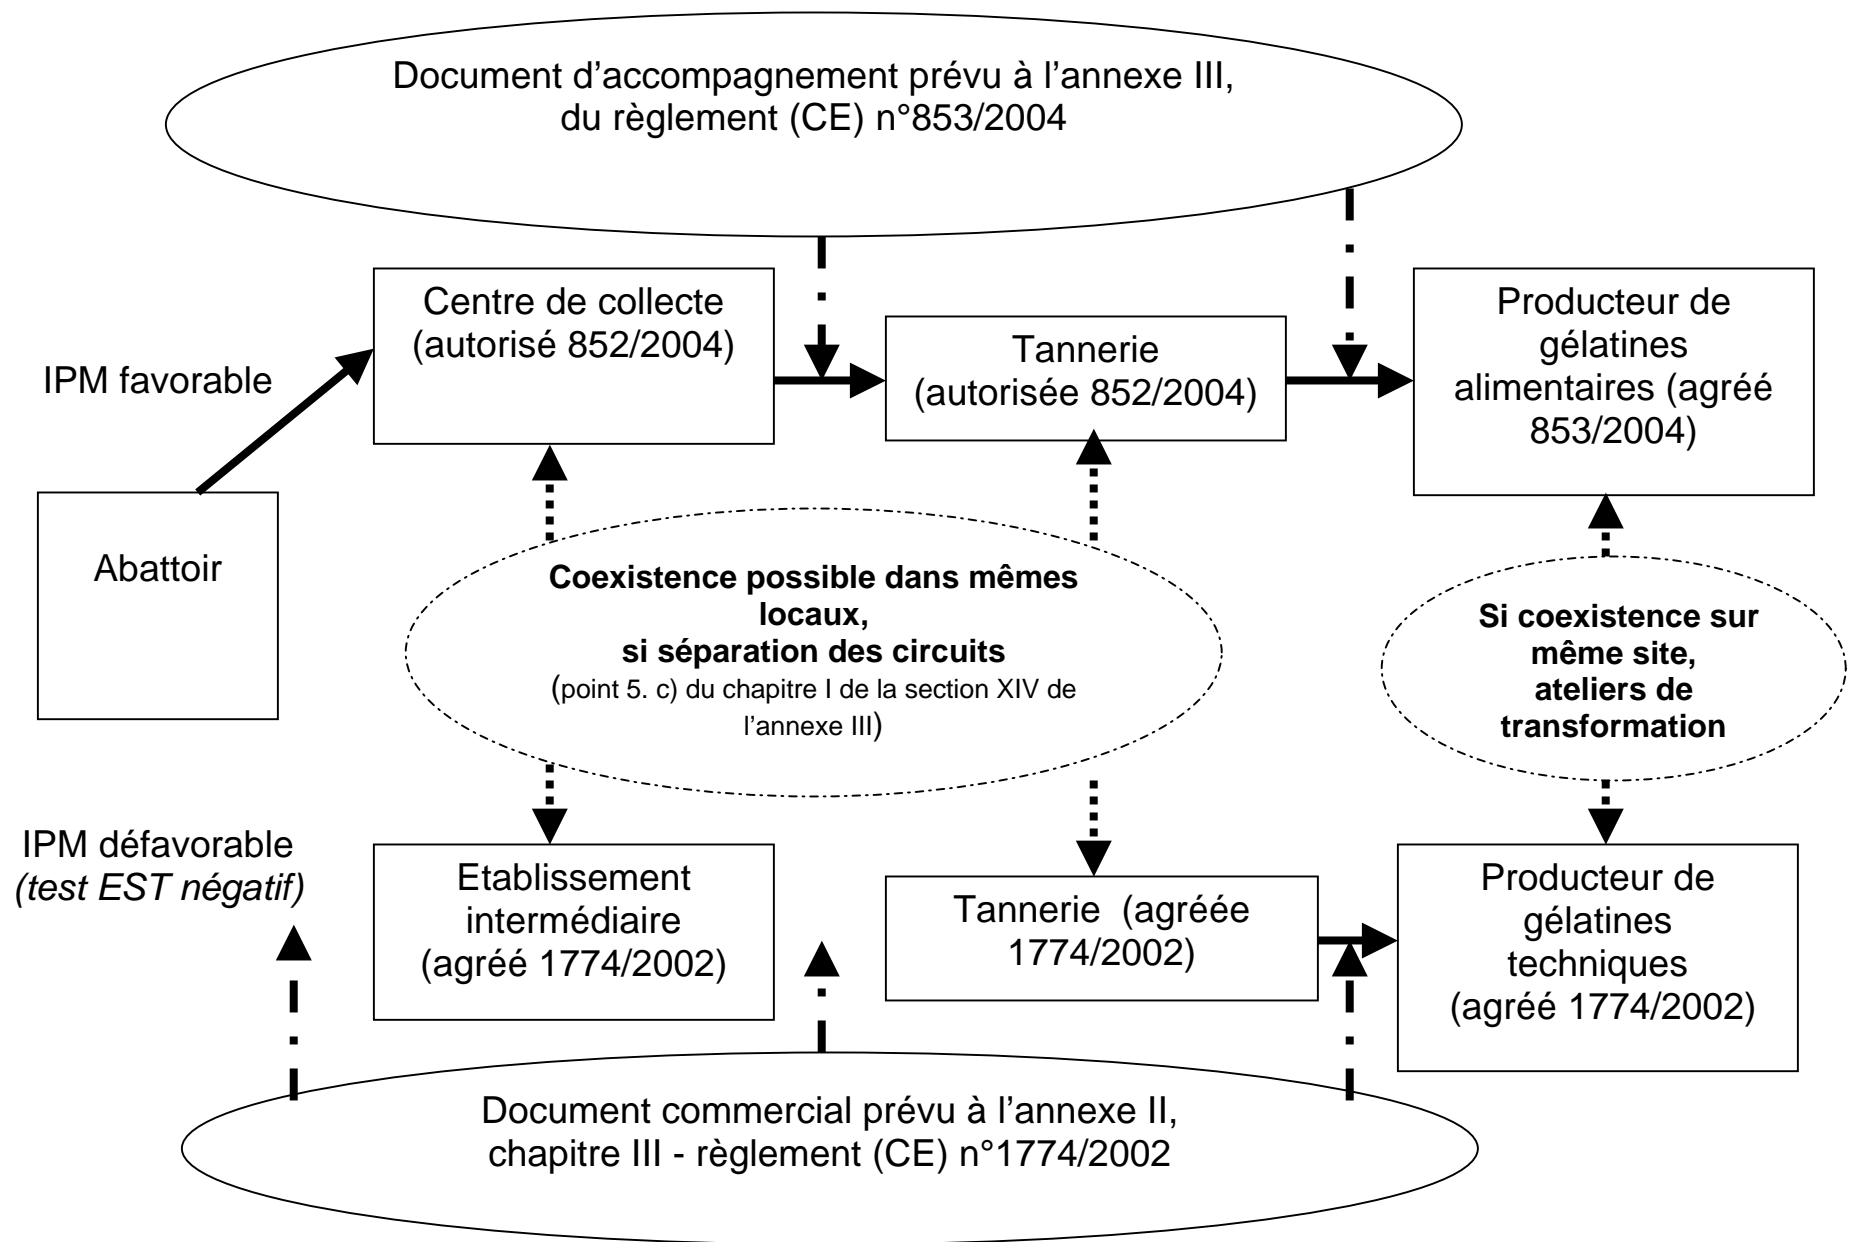 Document d’accompagnement prévu à l’annexe III,
du règlement (CE) n°853/2004
Centre de collecte
(autorisé 852/2004)
Tannerie
(autorisée 852/2004)
Producteur de
gélatines
alimentaires (agréé
853/2004)
IPM favorable
Abattoir
Coexistence possible dans mêmes
locaux,
si séparation des circuits
(point 5. c) du chapitre I de la section XIV de
l’annexe III)
Si coexistence sur
même site,
ateliers de
transformation
IPM défavorable
(test EST négatif)
Etablissement
intermédiaire
(agréé 1774/2002)
Tannerie (agréée
1774/2002)
Producteur de
gélatines
techniques
(agréé 1774/2002)
Document commercial prévu à l’annexe II,
chapitre III - règlement (CE) n°1774/2002